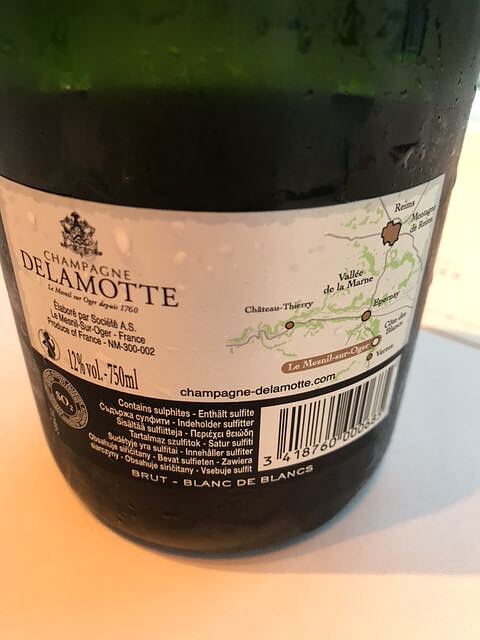 CHAMPAGNE
DELAMOTTE
Le Mesnil sur Oger depuis 1760
Élaboré par Société A.S.
Le Mesnil-Sur-Oger - France
Produce of France - NM-300-002
12%vol. - 750ml
Reims
Montagne
de Reims
Vallée
de la Marne
Château-Thierry
Epernay
Côte des
Blancs
Le Mesnil-sur-Oger
Vertus
champagne-delamotte.com
SO2
Contains sulphites - Enthält sulfite
Съдържа сулфити - Indeholder sulfitter
Sisältää sulfiitteja - Περιέχει θειώδη
Tartalmaz szulfitok - Satur sulfiti
Sudėtyje yra sulfitai - Innehåller sulfiter
Obsahuje siričitany - Bevat sulfieten - Zawiera
siarczyny - Obsahuje siričitany - Vsebuje sulfit
3 418760 00068
BRUT - BLANC DE BLANCS